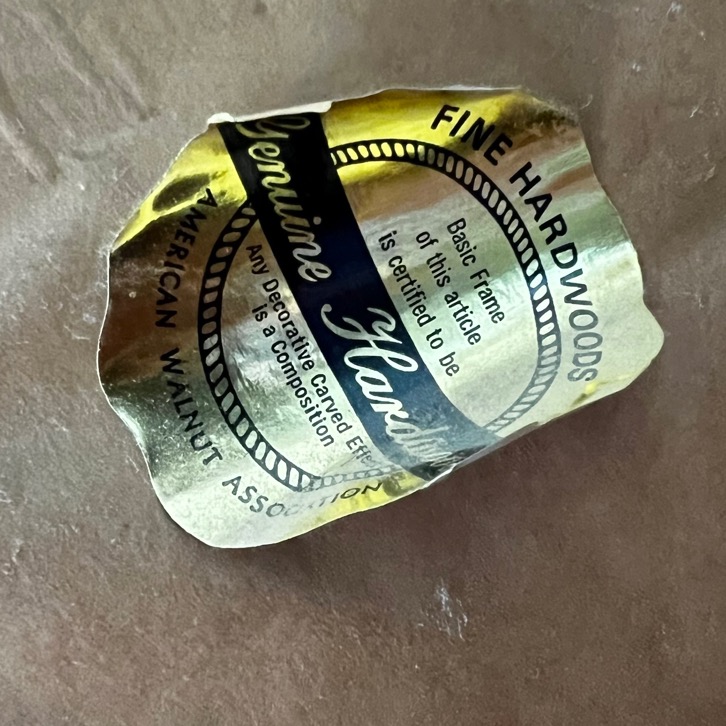 FINE HARDWOODS
Basic Frame
of this article
is certified to be
Genuine
Any Decorative Carved
is a Composition
AMERICAN WALNUT ASSOCIATION